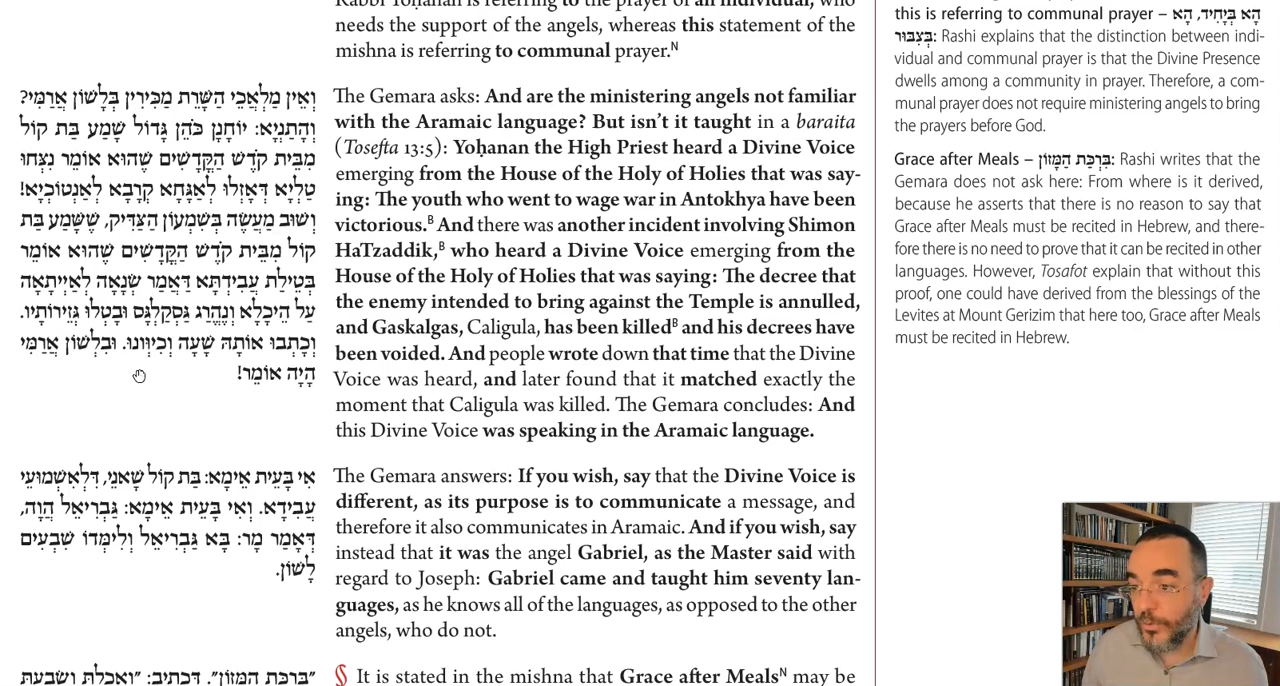 Rabbi Yoḥanan is referring to the prayer of an individual, who
needs the support of the angels, whereas this statement of the
mishna is referring to communal prayer.N
וְאֵין מַלְאֲכֵי הַשָּׁרֵת מַכִּירִין בִּלְשׁוֹן אֲרַמִּי?
וְהָתַנְיָא: יוֹחָנָן כֹּהֵן גָּדוֹל שָׁמַע בַּת קוֹל
מִבֵּית קֹדֶשׁ הַקֳּדָשִׁים שֶׁהוּא אוֹמֵר נְצַחוּ
טַלְיָא דְּאָזְלוּ לְאַגָּחָא קְרָבָא לְאַנְטוֹכְיָא!
וְשׁוּב מַעֲשֶׂה בְּשִׁמְעוֹן הַצַּדִּיק, שֶׁשָּׁמַע בַּת
קוֹל מִבֵּית קֹדֶשׁ הַקֳּדָשִׁים שֶׁהוּא אוֹמֵר
בְּטֵילַת עֲבִידְתָּא דַּאֲמַר שָׂנְאָה לְאַיְיתָאָה
עַל הֵיכְלָא וְנֶהֱרַג גַּסְקַלְגַּס וּבָטְלוּ גְּזֵירוֹתָיו.
וְכָתְבוּ אוֹתָהּ שָׁעָה וְכִיוְּונוּ. וּבִלְשׁוֹן אֲרַמִּי
הָיָה אוֹמֵר!
The Gemara asks: And are the ministering angels not familiar
with the Aramaic language? But isn’t it taught in a baraita
(Tosefta 13:5): Yoḥanan the High Priest heard a Divine Voice
emerging from the House of the Holy of Holies that was say-
ing: The youth who went to wage war in Antokhya have been
victorious.B And there was another incident involving Shimon
HaTzaddik,B who heard a Divine Voice emerging from the
House of the Holy of Holies that was saying: The decree that
the enemy intended to bring against the Temple is annulled,
and Gaskalgas, Caligula, has been killedB and his decrees have
been voided. And people wrote down that time that the Divine
Voice was heard, and later found that it matched exactly the
moment that Caligula was killed. The Gemara concludes: And
this Divine Voice was speaking in the Aramaic language.
אִי בָּעֵית אֵימָא: בַּת קוֹל שָׁאנֵי, דִּלְאַשְׁמוּעֵי
עֲבִידָא. וְאִי בָּעֵית אֵימָא: גַּבְרִיאֵל הֲוָה,
דְּאָמַר מָר: בָּא גַּבְרִיאֵל וְלִימְּדוֹ שִׁבְעִים
לָשׁוֹן.
The Gemara answers: If you wish, say that the Divine Voice is
different, as its purpose is to communicate a message, and
therefore it also communicates in Aramaic. And if you wish, say
instead that it was the angel Gabriel, as the Master said with
regard to Joseph: Gabriel came and taught him seventy lan-
guages, as he knows all of the languages, as opposed to the other
angels, who do not.
״בִּרְכַּת הַמָּזוֹן״. דִּכְתִיב: ״וְאָכַלְתָּ וְשָׂבָעְתָּ
§ It is stated in the mishna that Grace after MealsN may be
this is referring to communal prayer – הָא בְּיָחִיד, הָא
בְּצִבּוּר: Rashi explains that the distinction between indi-
vidual and communal prayer is that the Divine Presence
dwells among a community in prayer. Therefore, a com-
munal prayer does not require ministering angels to bring
the prayers before God.
Grace after Meals – בִּרְכַּת הַמָּזוֹן: Rashi writes that the
Gemara does not ask here: From where is it derived,
because he asserts that there is no reason to say that
Grace after Meals must be recited in Hebrew, and there-
fore there is no need to prove that it can be recited in other
languages. However, Tosafot explain that without this
proof, one could have derived from the blessings of the
Levites at Mount Gerizim that here too, Grace after Meals
must be recited in Hebrew.